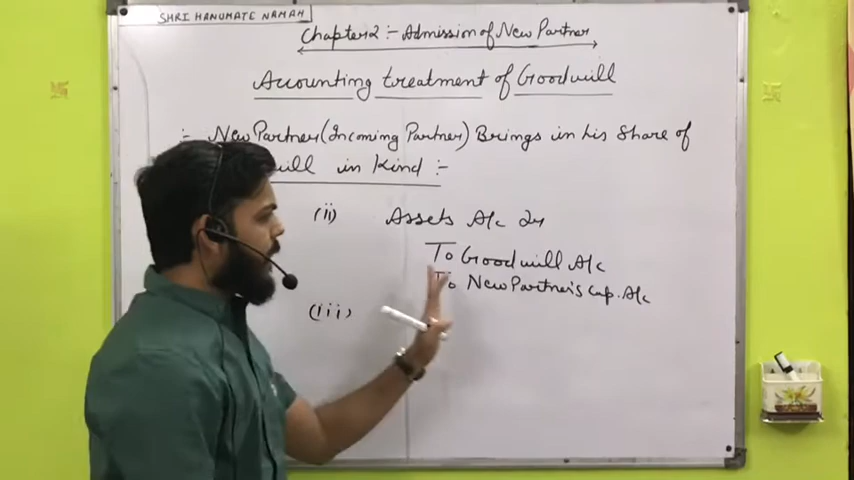 SHRI HANUMATE NAMAH
Chapter 2 :- Admission of New Partner
Accounting treatment of Goodwill
:- New Partner (Incoming Partner) Brings in his Share of
will in Kind :-
(ii) Assets A/c Dr
To Goodwill A/c
To New Partner's Cap. A/c
(iii)